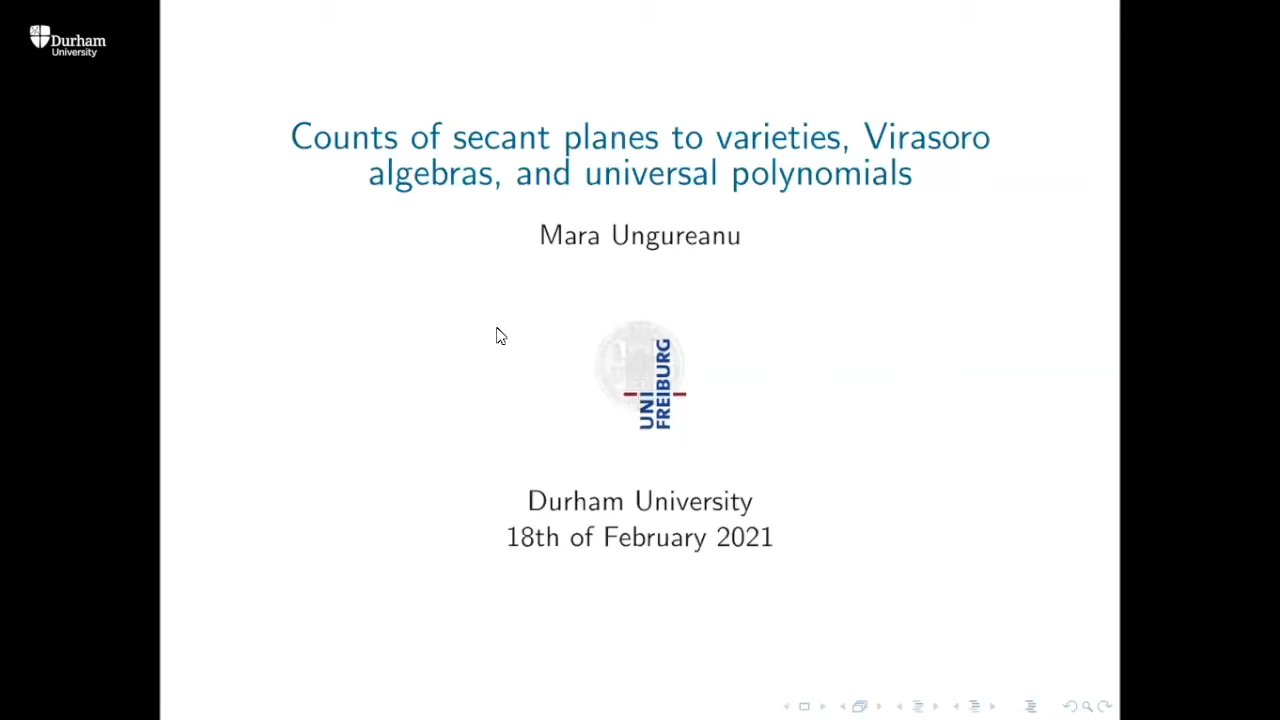 Durham
University
Counts of secant planes to varieties, Virasoro
algebras, and universal polynomials
Mara Ungureanu
UNI
FREIBURG
Durham University
18th of February 2021